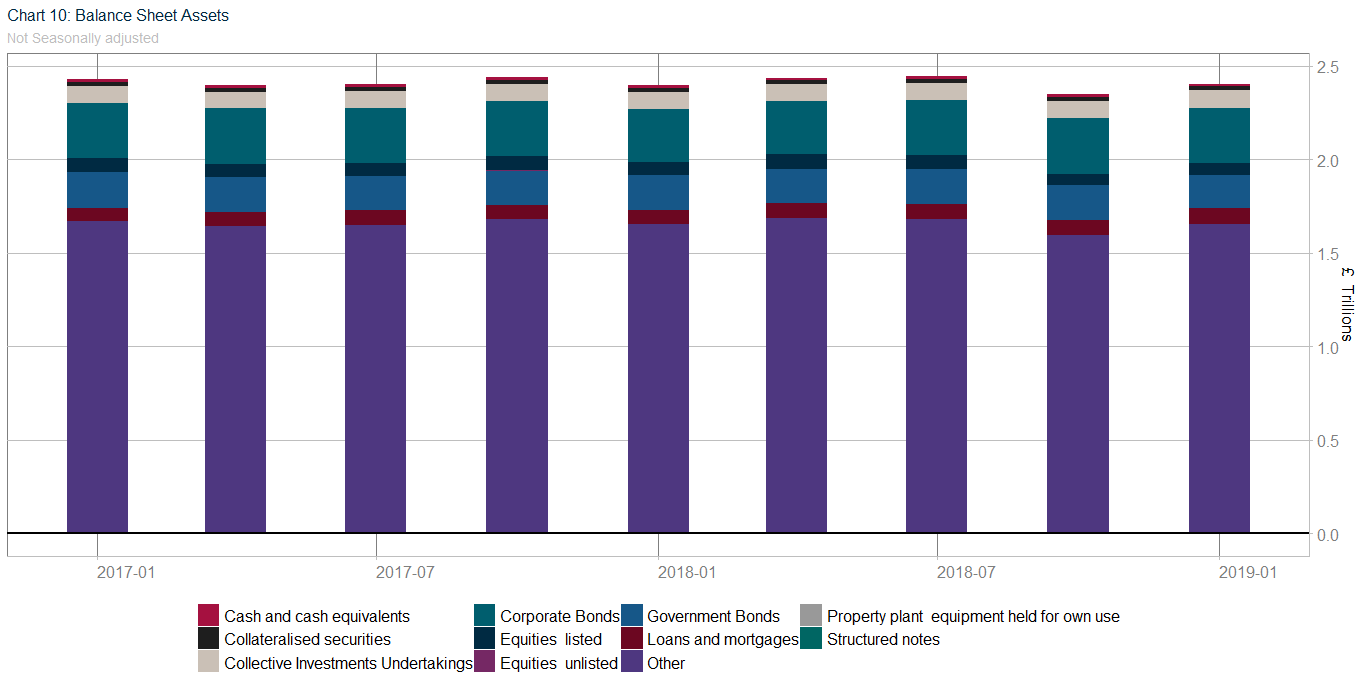 Chart 10: Balance Sheet Assets
Not Seasonally adjusted
2.5
2.0
1.5
1.0
0.5
0.0
£ Trillions
2017-01 2017-07 2018-01 2018-07 2019-01
Cash and cash equivalents Corporate Bonds Government Bonds Property plant equipment held for own use
Collateralised securities Equities listed Loans and mortgages Structured notes
Collective Investments Undertakings Equities unlisted Other